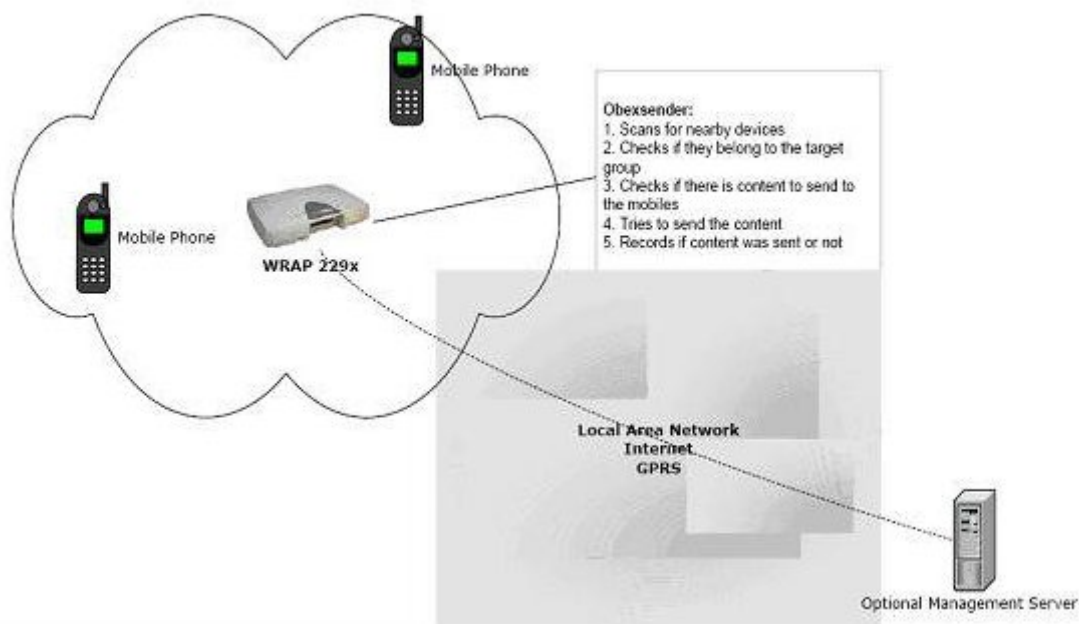 Mobile Phone
Obexsender:
1. Scans for nearby devices
2. Checks if they belong to the target
group
3. Checks if there is content to send to
the mobiles
4. Tries to send the content
5. Records if content was sent or not
Mobile Phone
WRAP 229x
Local Area Network
Internet
GPRS
Optional Management Server